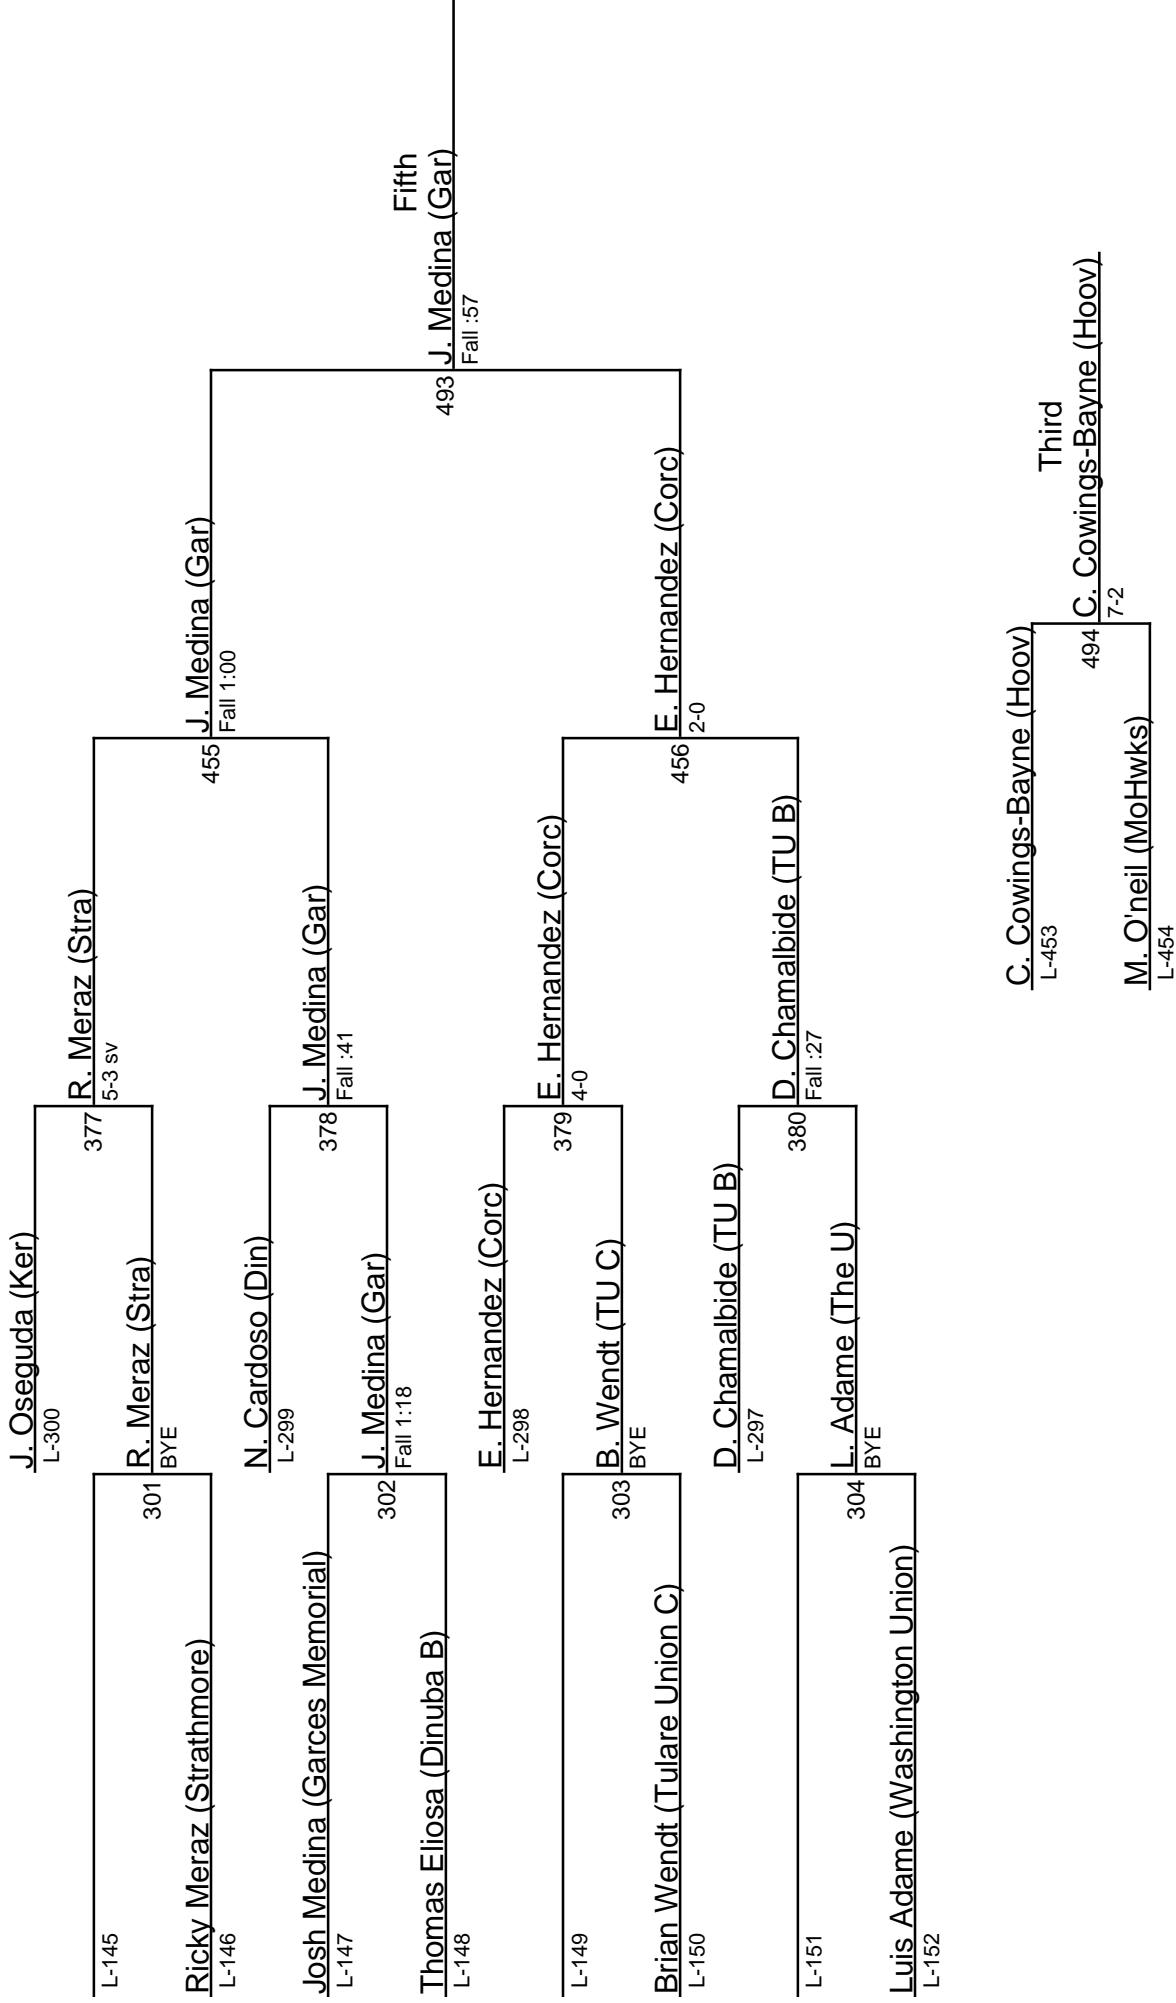 L-145
301
Ricky Meraz (Strathmore)
L-146
Josh Medina (Garces Memorial)
L-147
302
Thomas Eliosa (Dinuba B)
L-148
L-149
303
Brian Wendt (Tulare Union C)
L-150
L-151
304
Luis Adame (Washington Union)
L-152
J. Oseguda (Ker)
L-300
377
R. Meraz (Stra)
BYE
N. Cardoso (Din)
L-299
378
J. Medina (Gar)
Fall 1:18
E. Hernandez (Corc)
L-298
379
B. Wendt (TU C)
BYE
D. Chamalbide (TU B)
L-297
380
L. Adame (The U)
BYE
R. Meraz (Stra)
5-3 sv
455
J. Medina (Gar)
Fall :41
E. Hernandez (Corc)
4-0
456
D. Chamalbide (TU B)
Fall :27
J. Medina (Gar)
Fall 1:00
493
E. Hernandez (Corc)
2-0
Fifth
J. Medina (Gar)
Fall :57
C. Cowings-Bayne (Hoov)
L-453
494
M. O'neil (MoHwks)
L-454
Third
C. Cowings-Bayne (Hoov)
7-2